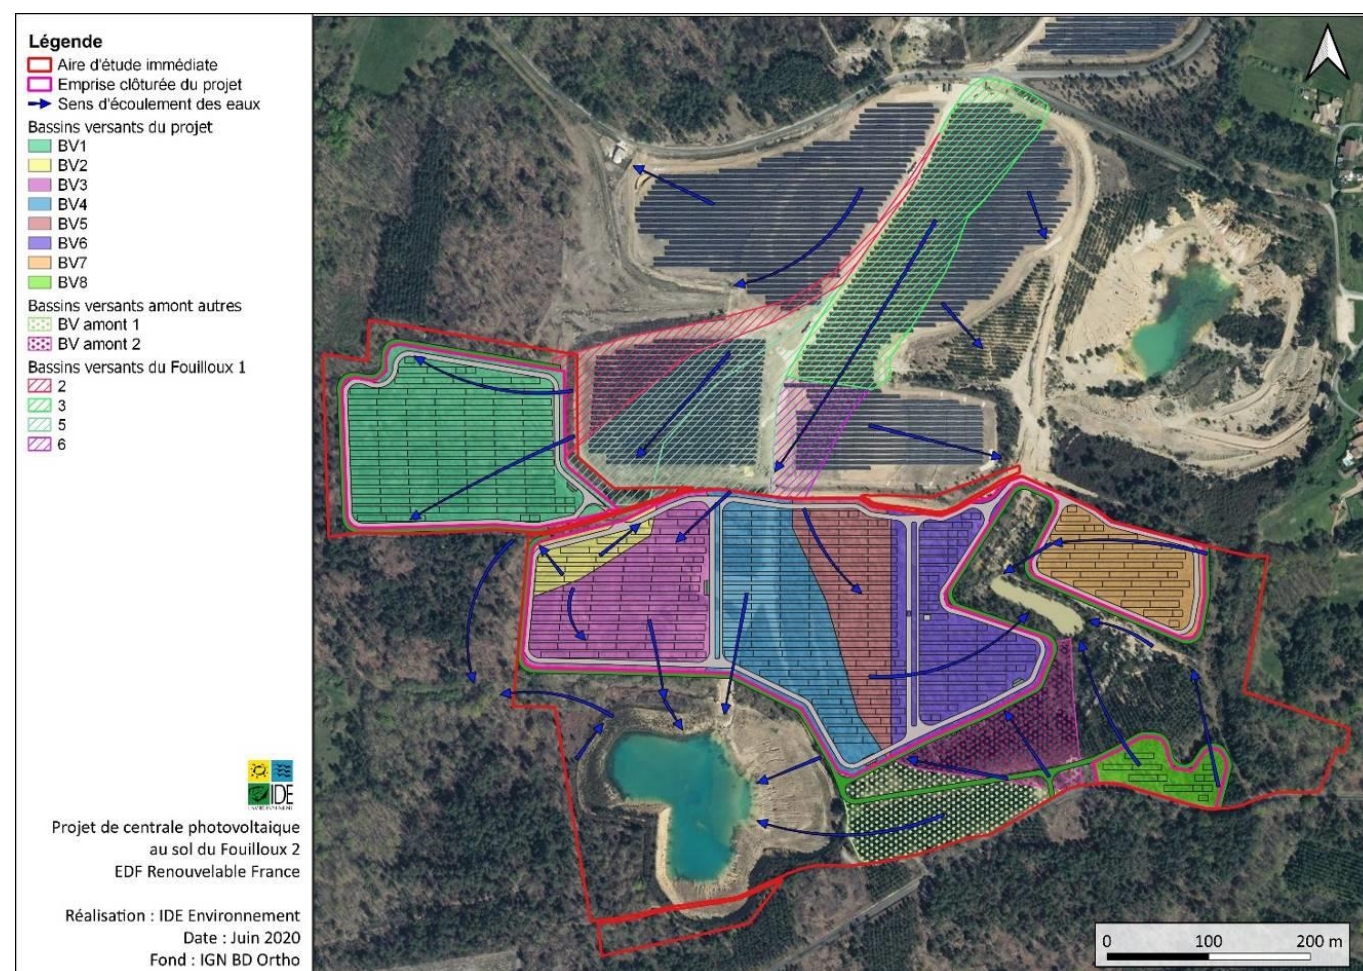 Légende
Aire d'étude immédiate
Emprise clôturée du projet
Sens d'écoulement des eaux
Bassins versants du projet
BV1
BV2
BV3
BV4
BV5
BV6
BV7
BV8
Bassins versants amont autres
BV amont 1
BV amont 2
Bassins versants du Fouilloux 1
2
3
5
6
IDE
ENVIRONNEMENT
Projet de centrale photovoltaique
au sol du Fouilloux 2
EDF Renouvelable France
Réalisation : IDE Environnement
Date : Juin 2020
Fond : IGN BD Ortho
0 100 200 m